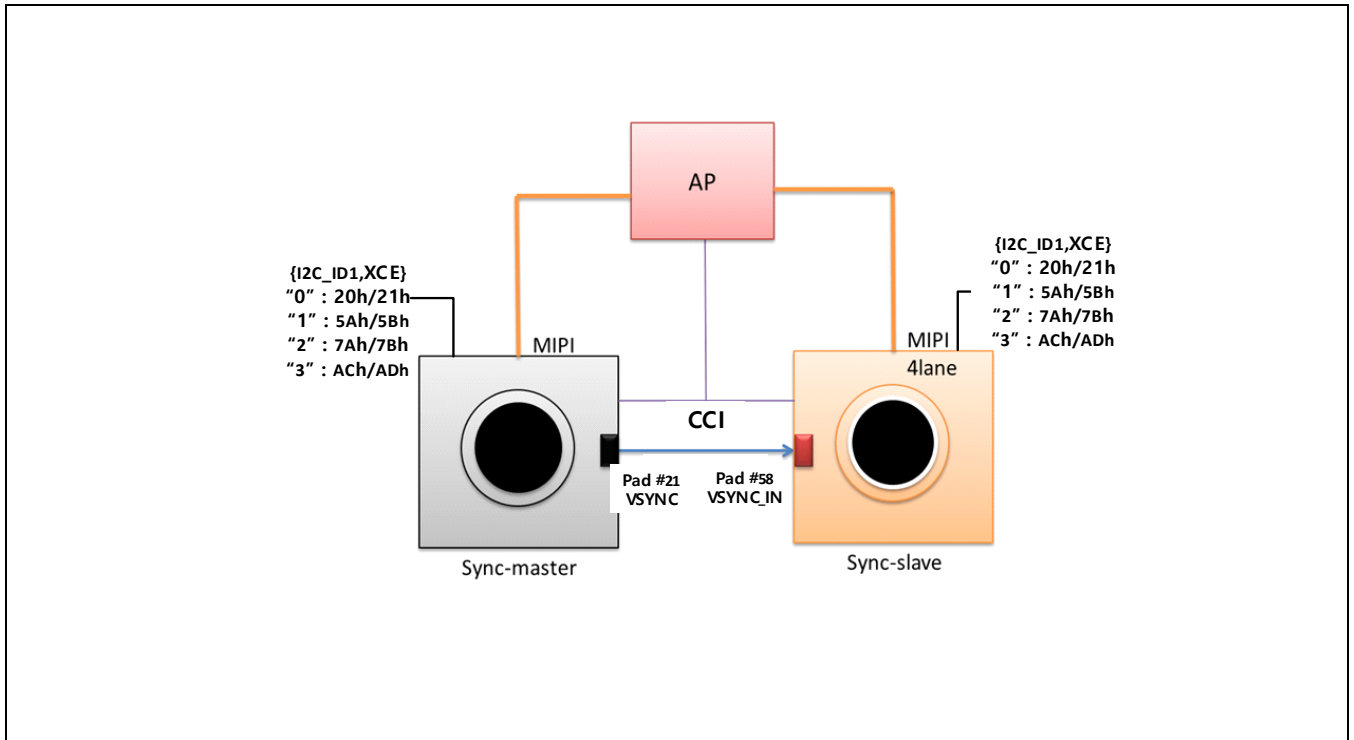 AP
{I2C_ID1,XCE}
“0” : 20h/21h
“1” : 5Ah/5Bh
“2” : 7Ah/7Bh
“3” : ACh/ADh
MIPI
{I2C_ID1,XCE}
“0” : 20h/21h
“1” : 5Ah/5Bh
“2” : 7Ah/7Bh
“3” : ACh/ADh
MIPI
4lane
CCI
Pad #21
VSYNC
Pad #58
VSYNC_IN
Sync-master
Sync-slave